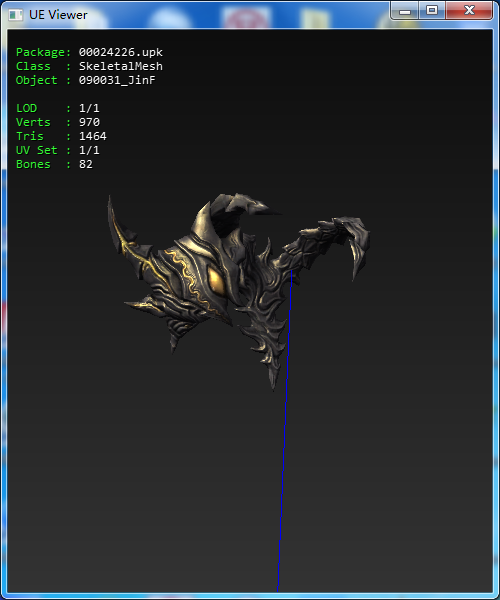 UE Viewer
Package: 00024226.upk
Class  : SkeletalMesh
Object : 090031_JinF
LOD    : 1/1
Verts  : 970
Tris   : 1464
UV Set : 1/1
Bones  : 82